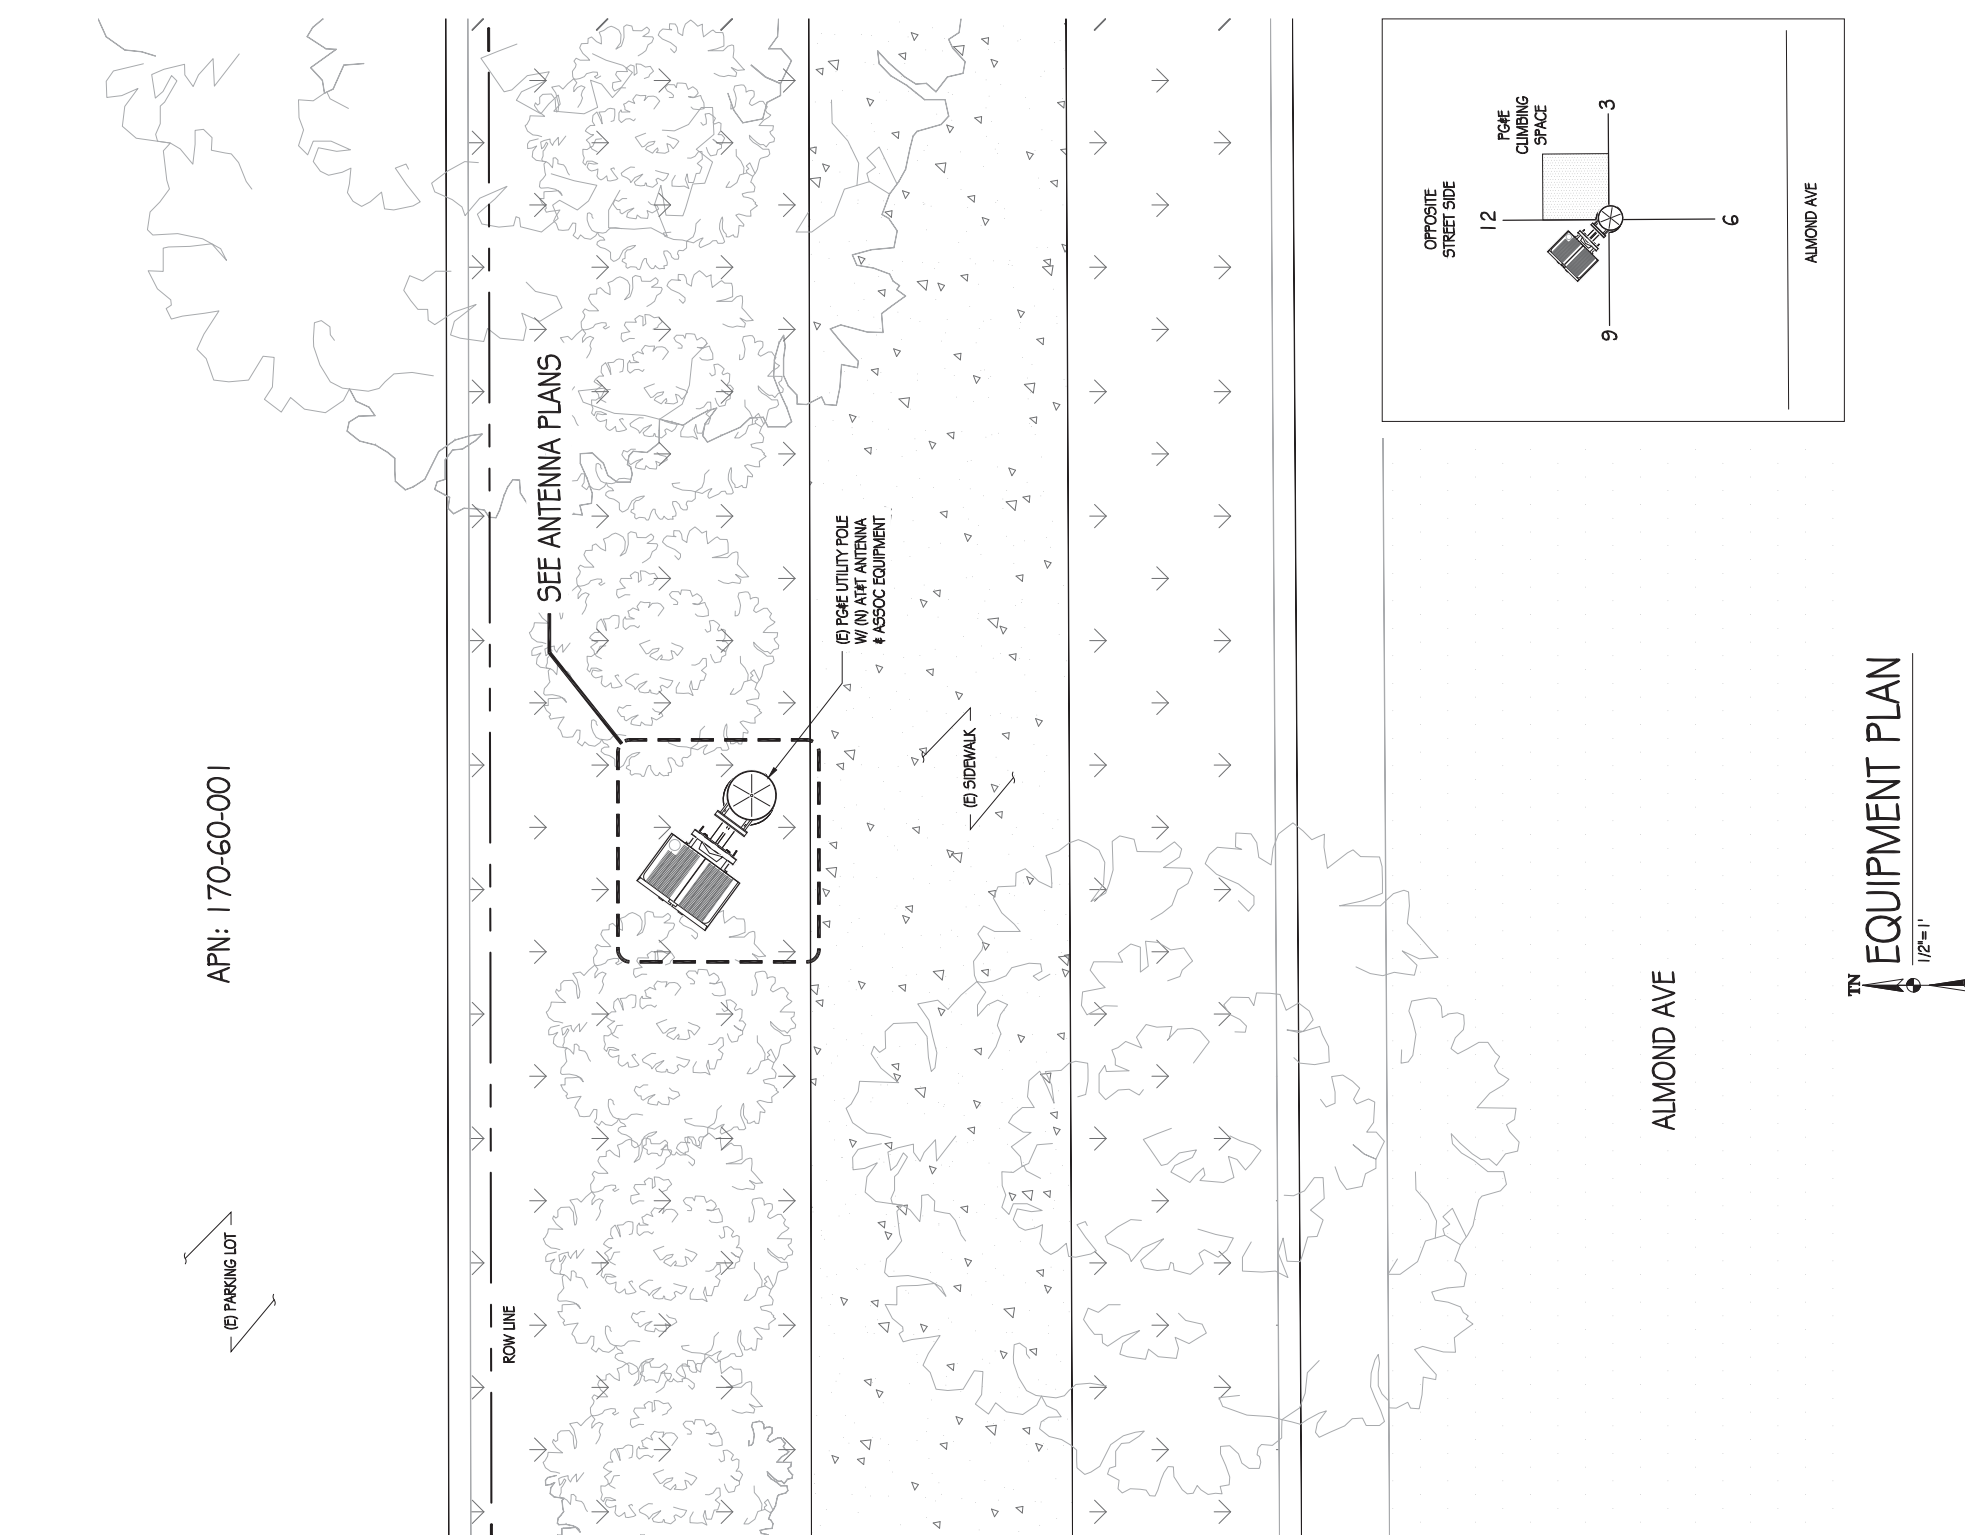 APN: 170-60-001
(E) PARKING LOT
ROW LINE
SEE ANTENNA PLANS
(E) PG&E UTILITY POLE
W/ (N) AT&T ANTENNA
& ASSOC EQUIPMENT
(E) SIDEWALK
OPPOSITE
STREET SIDE
PG&E
CLIMBING
SPACE
12
3
6
9
ALMOND AVE
ALMOND AVE
TN
EQUIPMENT PLAN
1/2"=1'